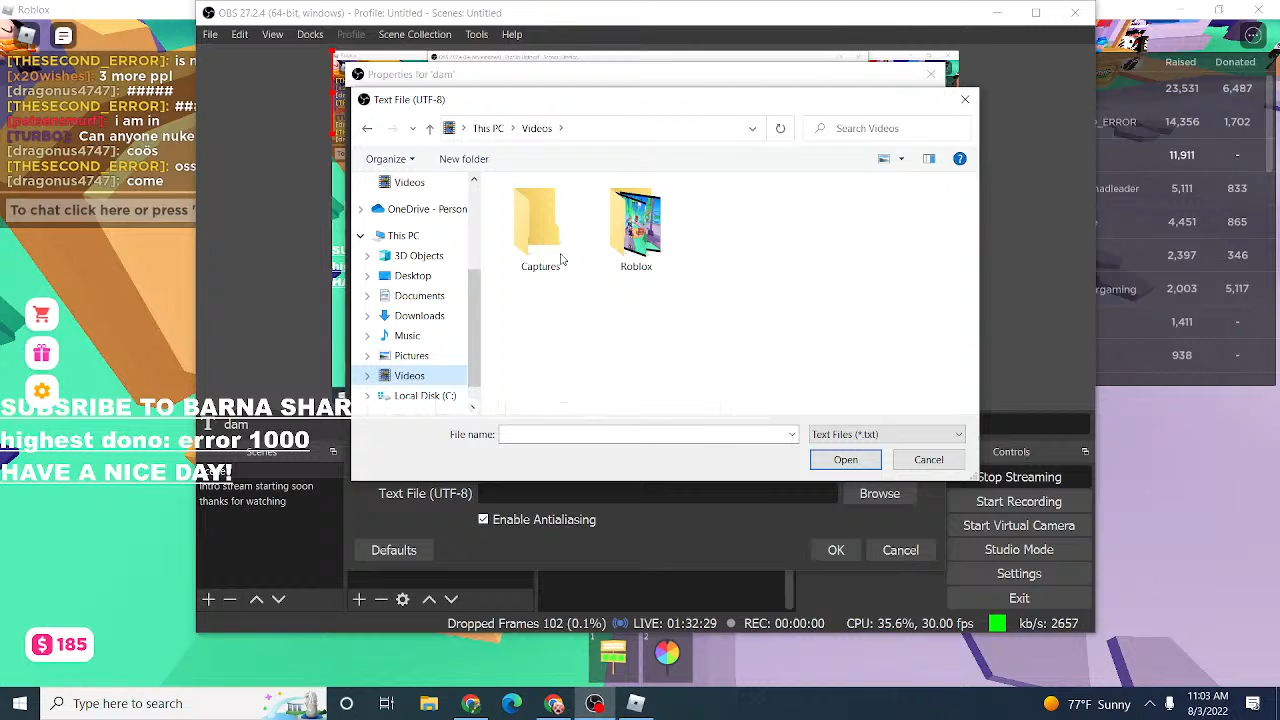 Roblox
OBS 27.2.4 (64-bit, windows) - Profile: Untitled - Scenes: Untitled
File Edit View Docks Profile Scene Collection Tools Help
[THESECOND_ERROR]: is n
[x20wishes]: 3 more ppl
[dragonus4747]: #####
[THESECOND_ERROR]: ##
i am in
[TURBO]: Can anyone nuke
[dragonus4747]: coös
[THESECOND_ERROR]: oss
[dragonus4747]: come
To chat click here or press '
Properties for 'dam'
Text File (UTF-8)
This PC
Videos
Search Videos
Organize
New folder
Videos
OneDrive - Person
This PC
3D Objects
Desktop
Documents
Downloads
Music
Pictures
Videos
Local Disk (C:)
Captures
Roblox
File name:
Text Files (*.txt)
Open
Cancel
Raised Donated
23,531 6,487
_ERROR 14,356 1,702
11,911 -
madleader 5,111 833
4,451 865
2,397 346
ergaming 2,003 5,117
1,411 -
938 -
SUBSRIBE TO BARNA SHAR
highest dono: error 1000
HAVE A NICE DAY!
dam
Scenes
Intro stream starting soon
thanks for watching
Text File (UTF-8)
Browse
Enable Antialiasing
Defaults
OK
Cancel
Controls
Stop Streaming
Start Recording
Start Virtual Camera
Studio Mode
Settings
Exit
Dropped Frames 102 (0.1%)
LIVE: 01:32:29
REC: 00:00:00
CPU: 35.6%, 30.00 fps
kb/s: 2657
$ 185
1
2
Type here to search
77°F Sunny
11:03 AM
8/3/2022